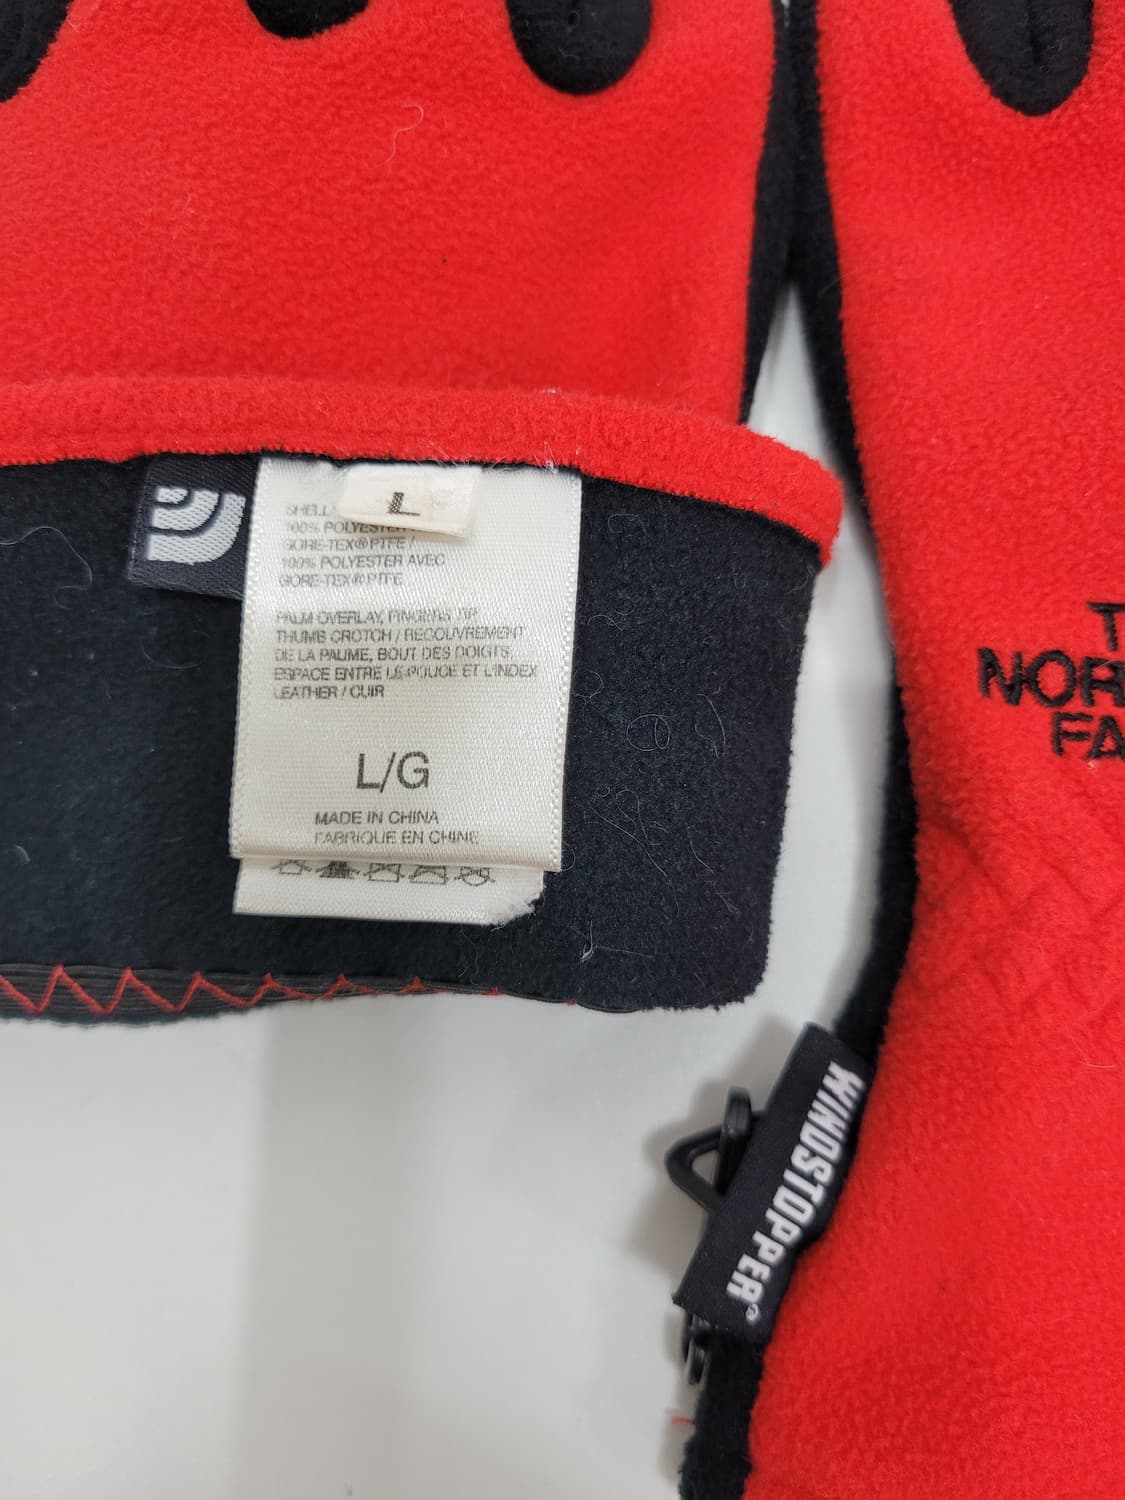 L
SHELL
100% POLYESTER
GORE-TEX® PTFE /
100% POLYESTER AVEC
GORE-TEX® PTFE
PALM OVERLAY, FINGERS TIP
THUMB CROTCH / RECOUVREMENT
DE LA PAUME, BOUT DES DOIGTS,
ESPACE ENTRE LE POUCE ET L'INDEX
LEATHER / CUIR
L/G
MADE IN CHINA
FABRIQUE EN CHINE
T
NOR
FA
WINDSTOPPER®